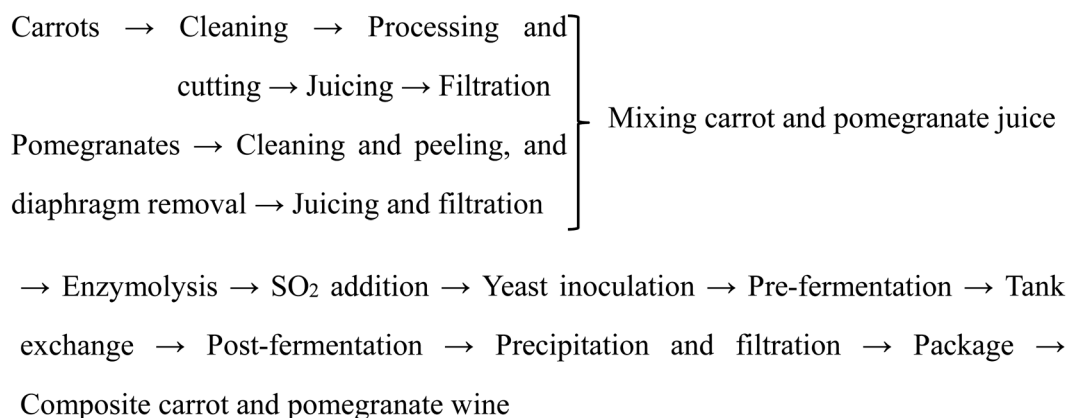 Carrots → Cleaning → Processing and
cutting → Juicing → Filtration
Mixing carrot and pomegranate juice
Pomegranates → Cleaning and peeling, and
diaphragm removal → Juicing and filtration
→ Enzymolysis → SO₂ addition → Yeast inoculation → Pre-fermentation → Tank
exchange → Post-fermentation → Precipitation and filtration → Package →
Composite carrot and pomegranate wine